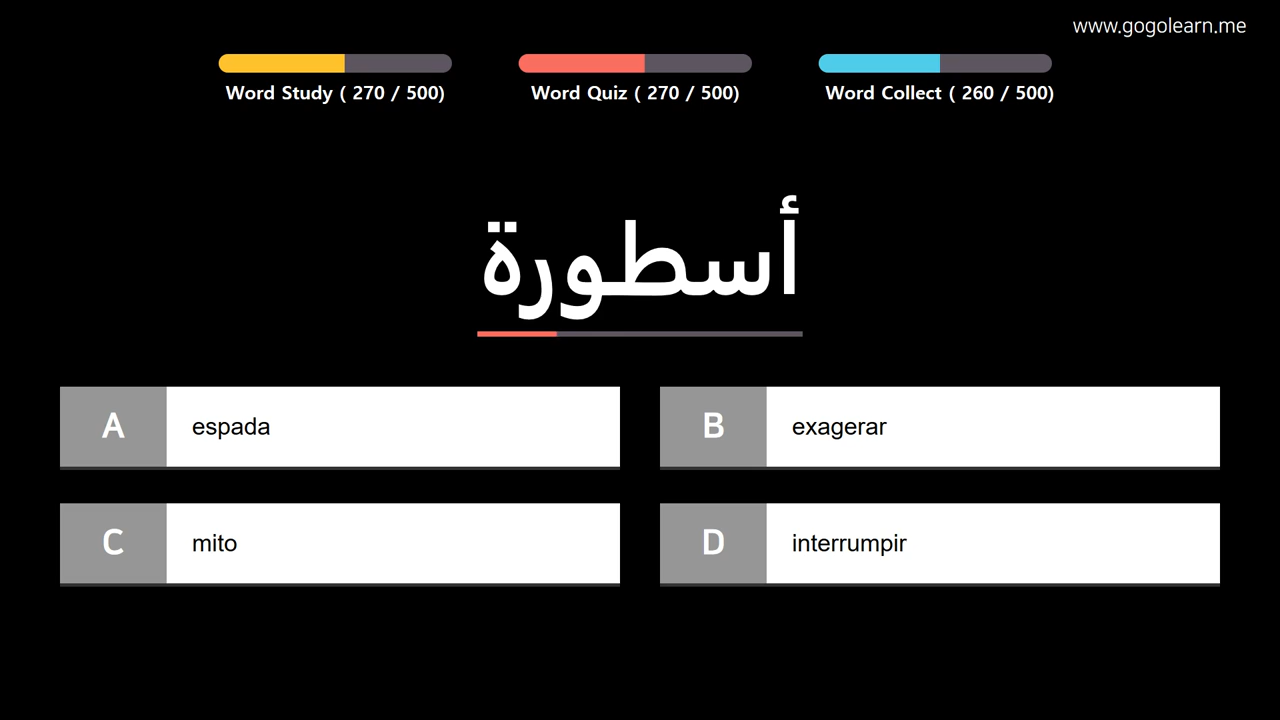 www.gogolearn.me
Word Study ( 270 / 500)
Word Quiz ( 270 / 500)
Word Collect ( 260 / 500)
أسطورة
A espada
B exagerar
C mito
D interrumpir